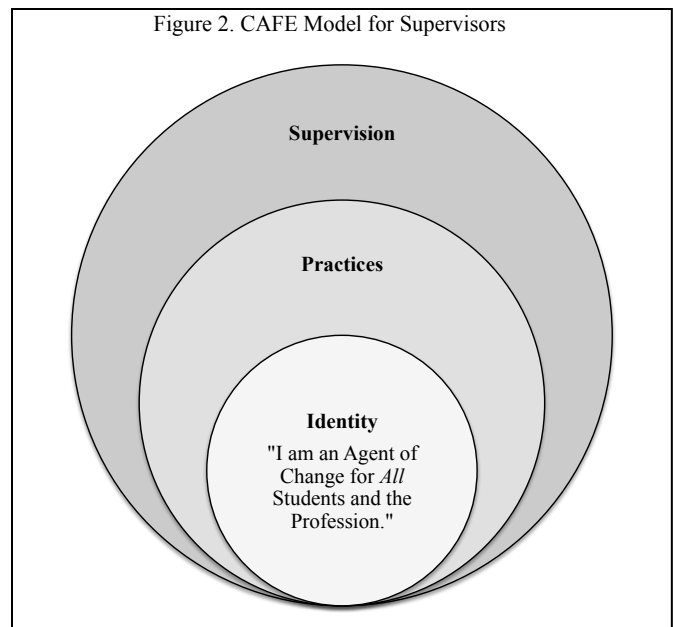 Figure 2. CAFE Model for Supervisors
Supervision
Practices
Identity
"I am an Agent of
Change for All
Students and the
Profession."